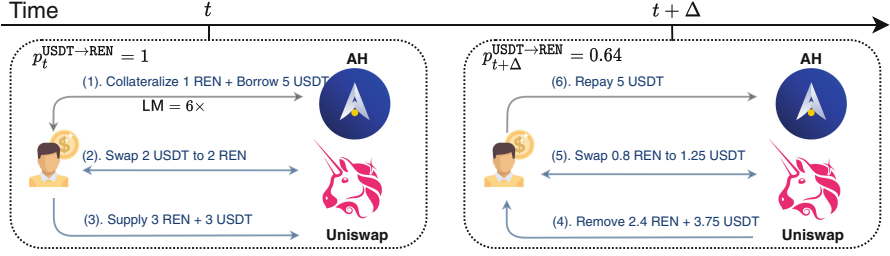 Time
t
t + Δ
p_t^{USDT→REN} = 1
AH
(1). Collateralize 1 REN + Borrow 5 USDT
LM = 6×
(2). Swap 2 USDT to 2 REN
(3). Supply 3 REN + 3 USDT
Uniswap
p_{t+Δ}^{USDT→REN} = 0.64
AH
(6). Repay 5 USDT
(5). Swap 0.8 REN to 1.25 USDT
(4). Remove 2.4 REN + 3.75 USDT
Uniswap